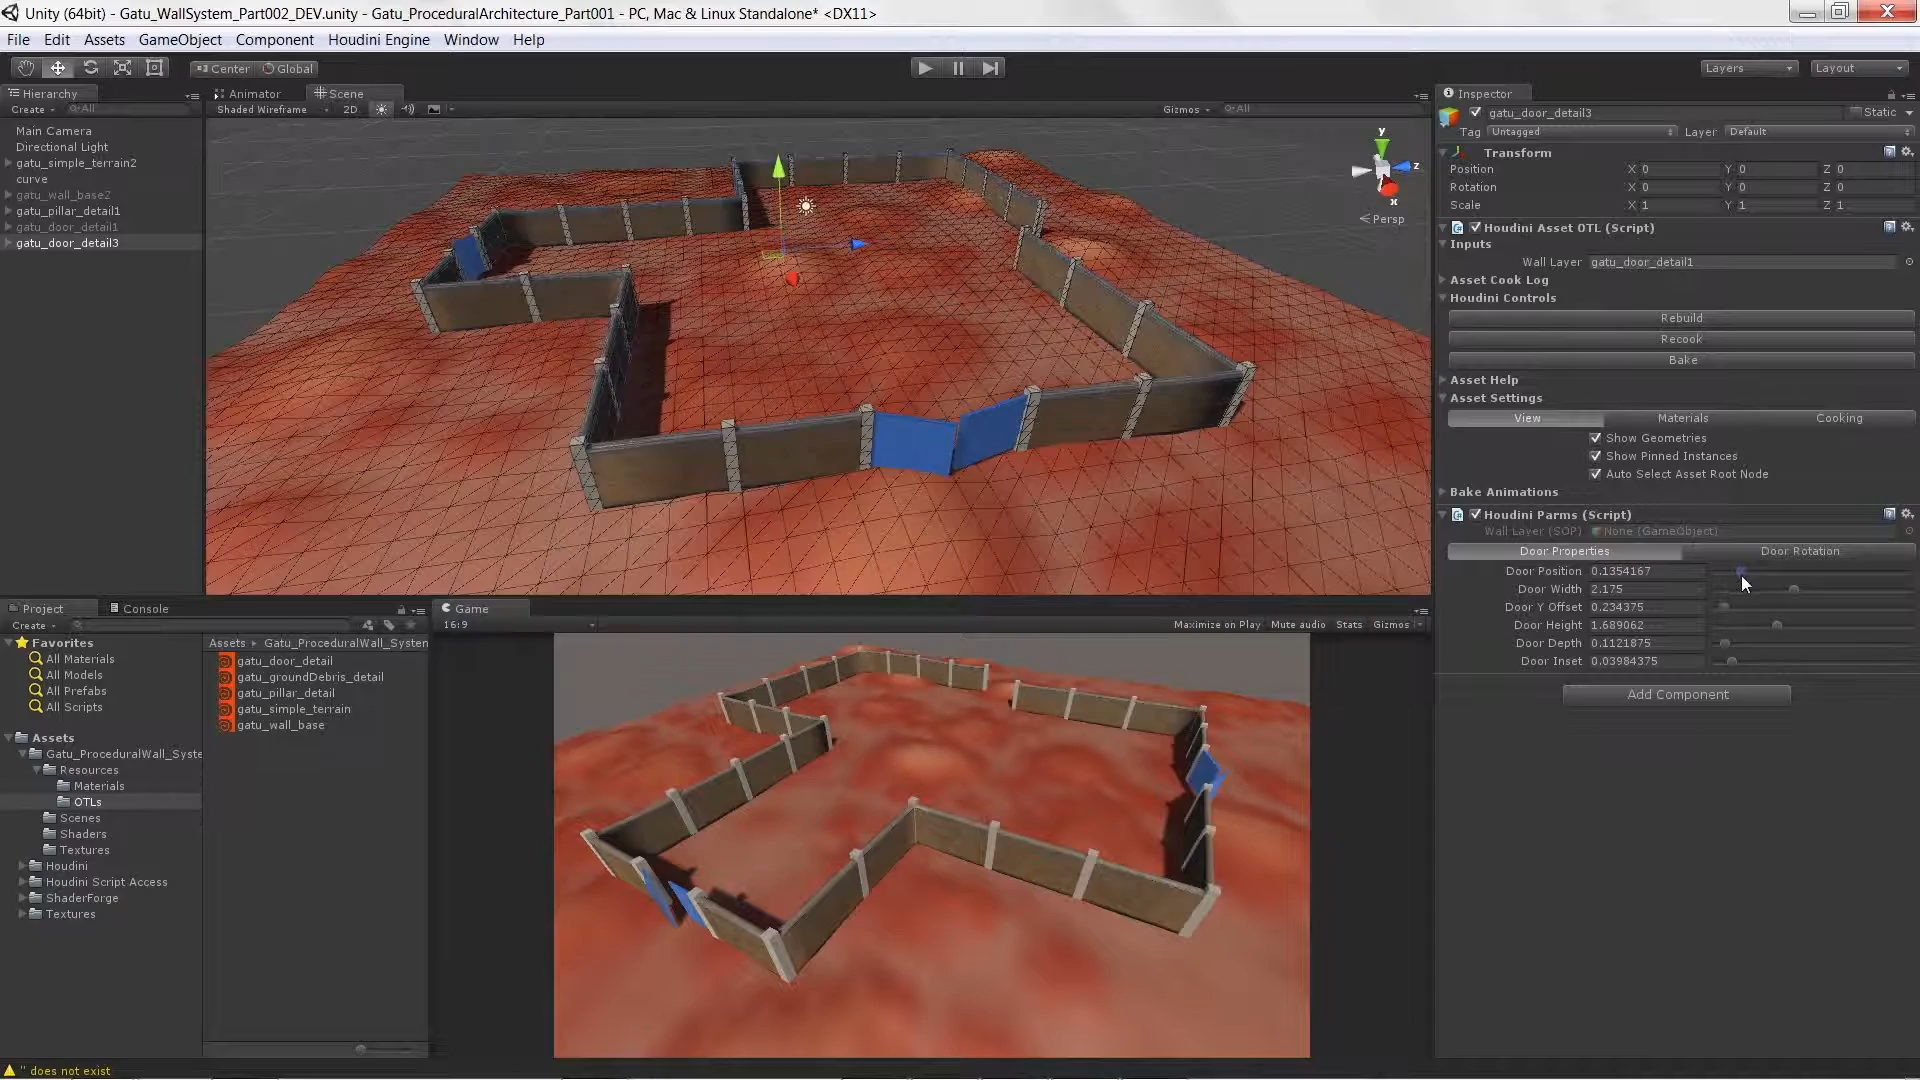 Unity (64bit) - Gatu_WallSystem_Part002_DEV.unity - Gatu_ProceduralArchitecture_Part001 - PC, Mac & Linux Standalone* <DX11>
File Edit Assets GameObject Component Houdini Engine Window Help
Center Global
Layers Layout
Hierarchy
Create All
Main Camera
Directional Light
gatu_simple_terrain2
curve
gatu_wall_base2
gatu_pillar_detail1
gatu_door_detail1
gatu_door_detail3
Animator Scene
Shaded Wireframe 2D Gizmos All
y
z
x
Persp
Inspector
gatu_door_detail3 Static
Tag Untagged Layer Default
Transform
Position X 0 Y 0 Z 0
Rotation X 0 Y 0 Z 0
Scale X 1 Y 1 Z 1
Houdini Asset OTL (Script)
Inputs
Wall Layer gatu_door_detail1
Asset Cook Log
Houdini Controls
Rebuild
Recook
Bake
Asset Help
Asset Settings
View Materials Cooking
Show Geometries
Show Pinned Instances
Auto Select Asset Root Node
Bake Animations
Houdini Parms (Script)
Wall Layer (SOP) None (GameObject)
Door Properties Door Rotation
Door Position 0.1354167
Door Width 2.175
Door Y Offset 0.234375
Door Height 1.689062
Door Depth 0.1121875
Door Inset 0.03984375
Add Component
Project Console
Create
Favorites
All Materials
All Models
All Prefabs
All Scripts
Assets
Gatu_ProceduralWall_Syste
Resources
Materials
OTLs
Scenes
Shaders
Textures
Houdini
Houdini Script Access
ShaderForge
Textures
Assets Gatu_ProceduralWall_System
gatu_door_detail
gatu_groundDebris_detail
gatu_pillar_detail
gatu_simple_terrain
gatu_wall_base
Game
16:9 Maximize on Play Mute audio Stats Gizmos
'' does not exist